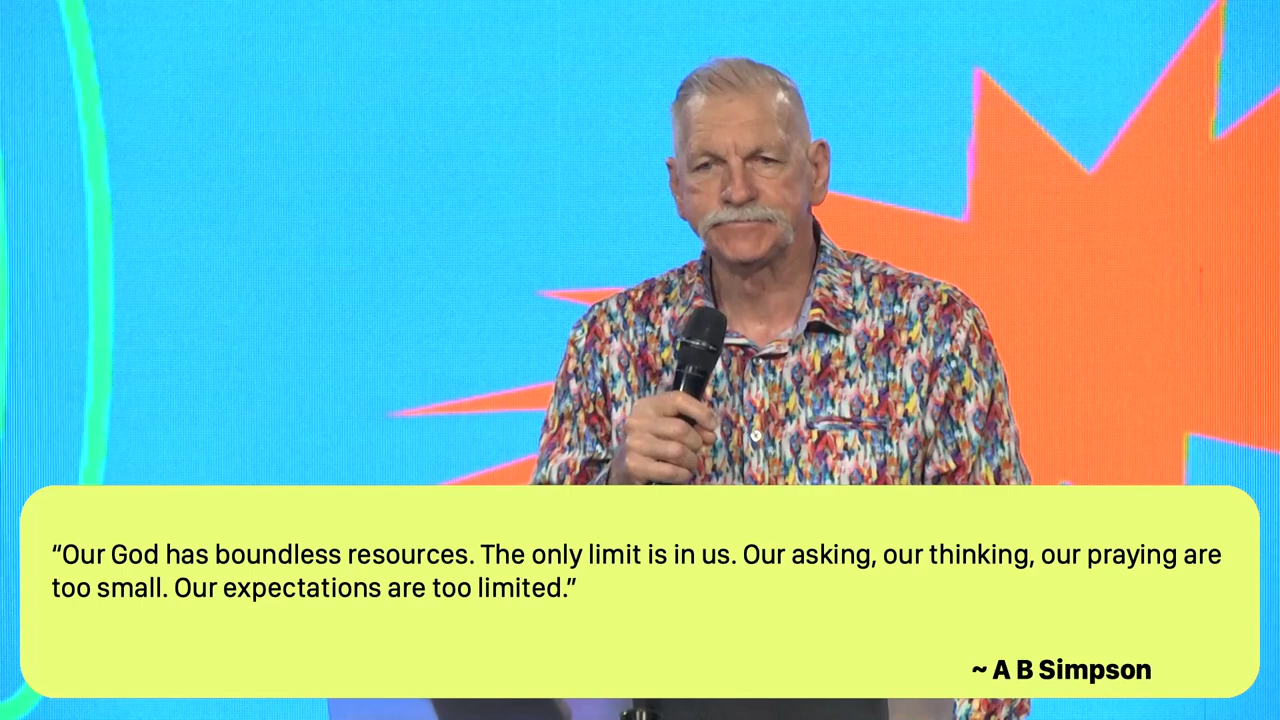 “Our God has boundless resources. The only limit is in us. Our asking, our thinking, our praying are
too small. Our expectations are too limited.”
~ A B Simpson